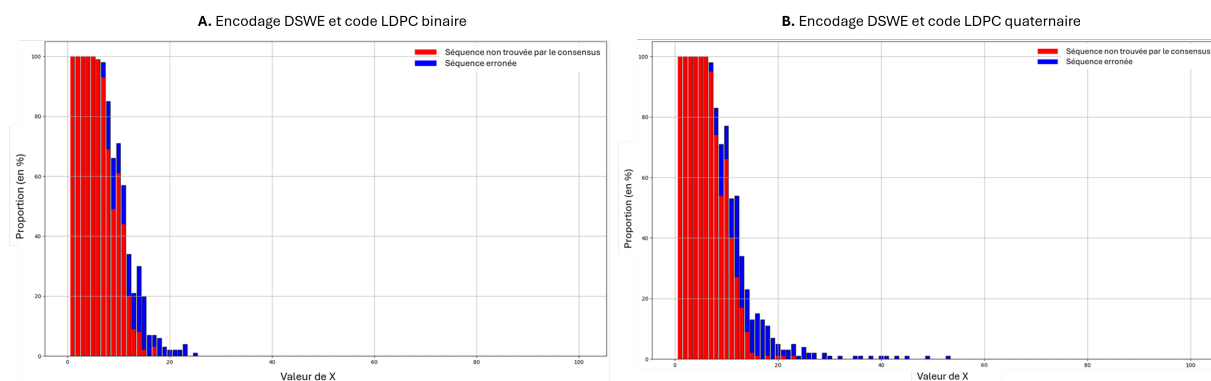 A. Encodage DSWE et code LDPC binaire
Séquence non trouvée par le consensus
Séquence erronée
100
80
60
40
20
0
Proportion (en %)
0 20 40 60 80 100
Valeur de X
B. Encodage DSWE et code LDPC quaternaire
Séquence non trouvée par le consensus
Séquence erronée
100
80
60
40
20
0
Proportion (en %)
0 20 40 60 80 100
Valeur de X